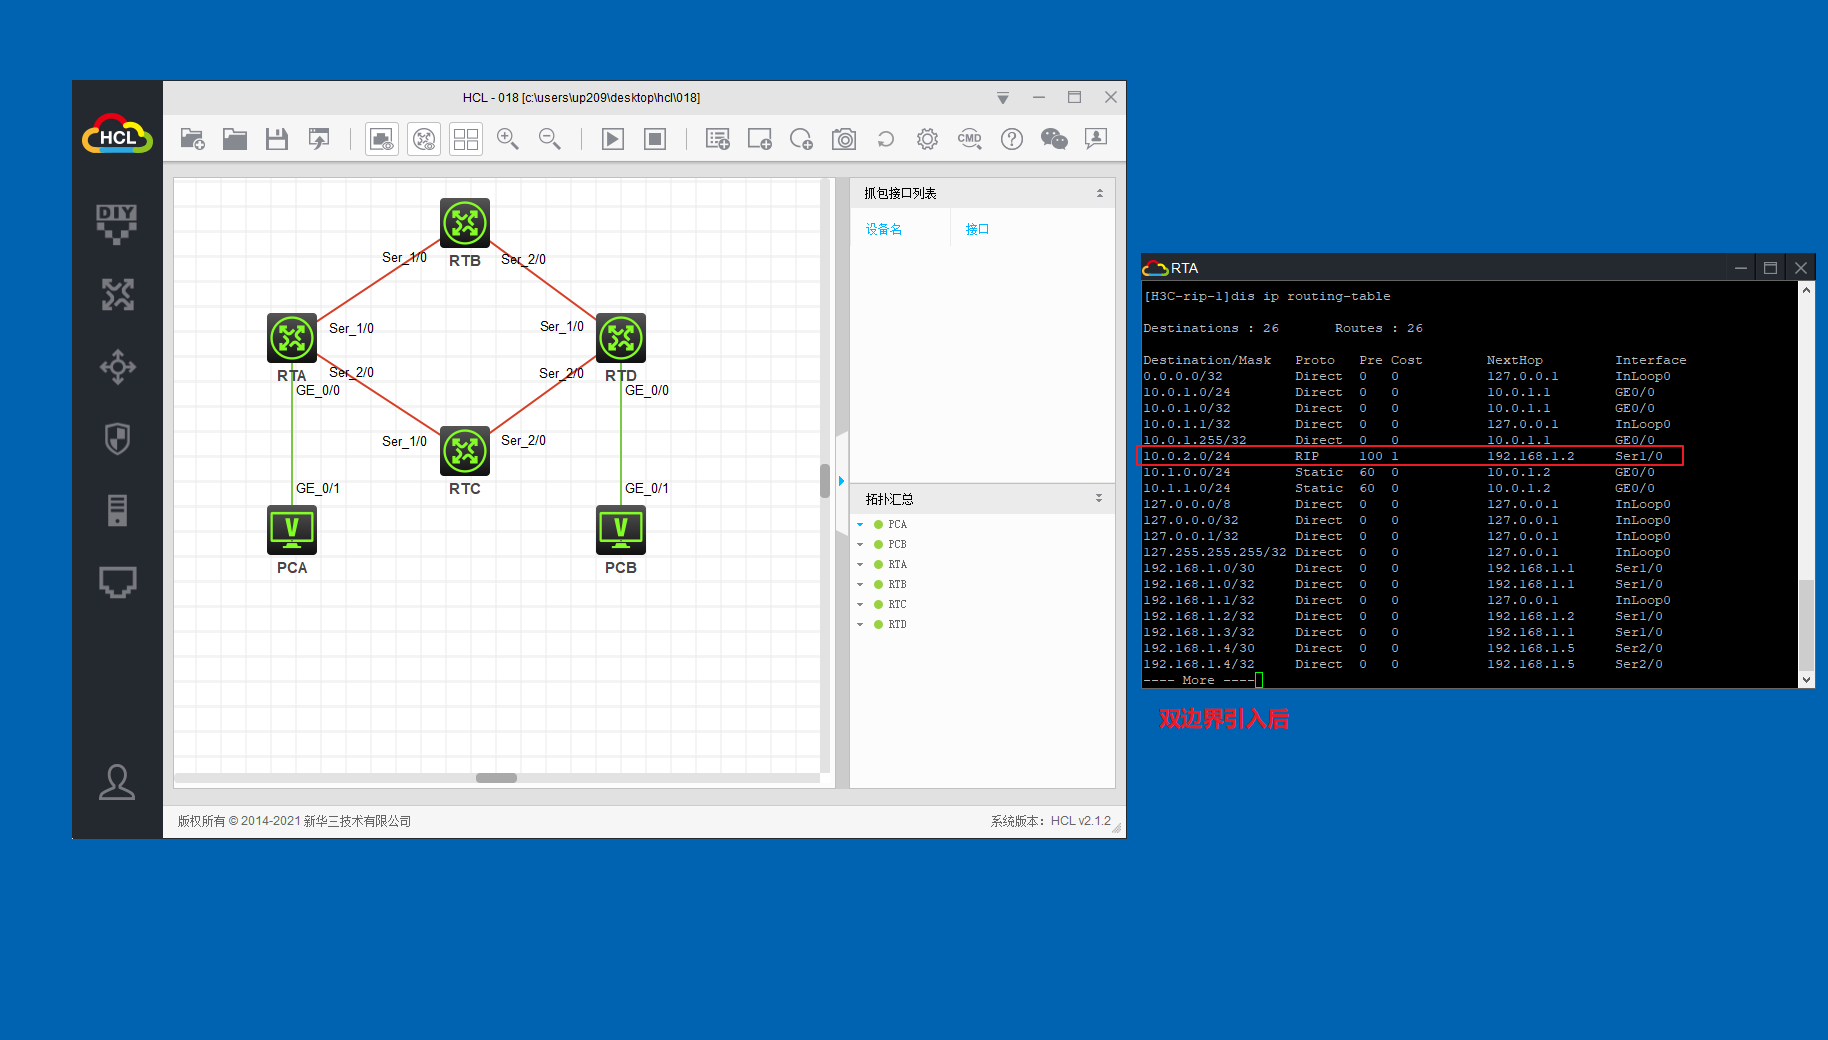 HCL - 018 [c:\users\up209\desktop\hcl\018]
HCL
CMD
DIY
RTB
Ser_1/0
Ser_2/0
RTA
Ser_1/0
Ser_2/0
GE_0/0
Ser_1/0
Ser_2/0
RTD
GE_0/0
Ser_1/0
Ser_2/0
RTC
GE_0/1
GE_0/1
V
V
PCA
PCB
抓包接口列表
设备名 接口
拓扑汇总
PCA
PCB
RTA
RTB
RTC
RTD
版权所有 © 2014-2021 新华三技术有限公司
系统版本：HCL v2.1.2
RTA
[H3C-rip-1]dis ip routing-table
Destinations : 26 Routes : 26
Destination/Mask Proto Pre Cost NextHop Interface
0.0.0.0/32 Direct 0 0 127.0.0.1 InLoop0
10.0.1.0/24 Direct 0 0 10.0.1.1 GE0/0
10.0.1.0/32 Direct 0 0 10.0.1.1 GE0/0
10.0.1.1/32 Direct 0 0 127.0.0.1 InLoop0
10.0.1.255/32 Direct 0 0 10.0.1.1 GE0/0
10.0.2.0/24 RIP 100 1 192.168.1.2 Ser1/0
10.1.0.0/24 Static 60 0 10.0.1.2 GE0/0
10.1.1.0/24 Static 60 0 10.0.1.2 GE0/0
127.0.0.0/8 Direct 0 0 127.0.0.1 InLoop0
127.0.0.0/32 Direct 0 0 127.0.0.1 InLoop0
127.0.0.1/32 Direct 0 0 127.0.0.1 InLoop0
127.255.255.255/32 Direct 0 0 127.0.0.1 InLoop0
192.168.1.0/30 Direct 0 0 192.168.1.1 Ser1/0
192.168.1.0/32 Direct 0 0 192.168.1.1 Ser1/0
192.168.1.1/32 Direct 0 0 127.0.0.1 InLoop0
192.168.1.2/32 Direct 0 0 192.168.1.2 Ser1/0
192.168.1.3/32 Direct 0 0 192.168.1.1 Ser1/0
192.168.1.4/30 Direct 0 0 192.168.1.5 Ser2/0
192.168.1.4/32 Direct 0 0 192.168.1.5 Ser2/0
---- More ----
双边界引入后